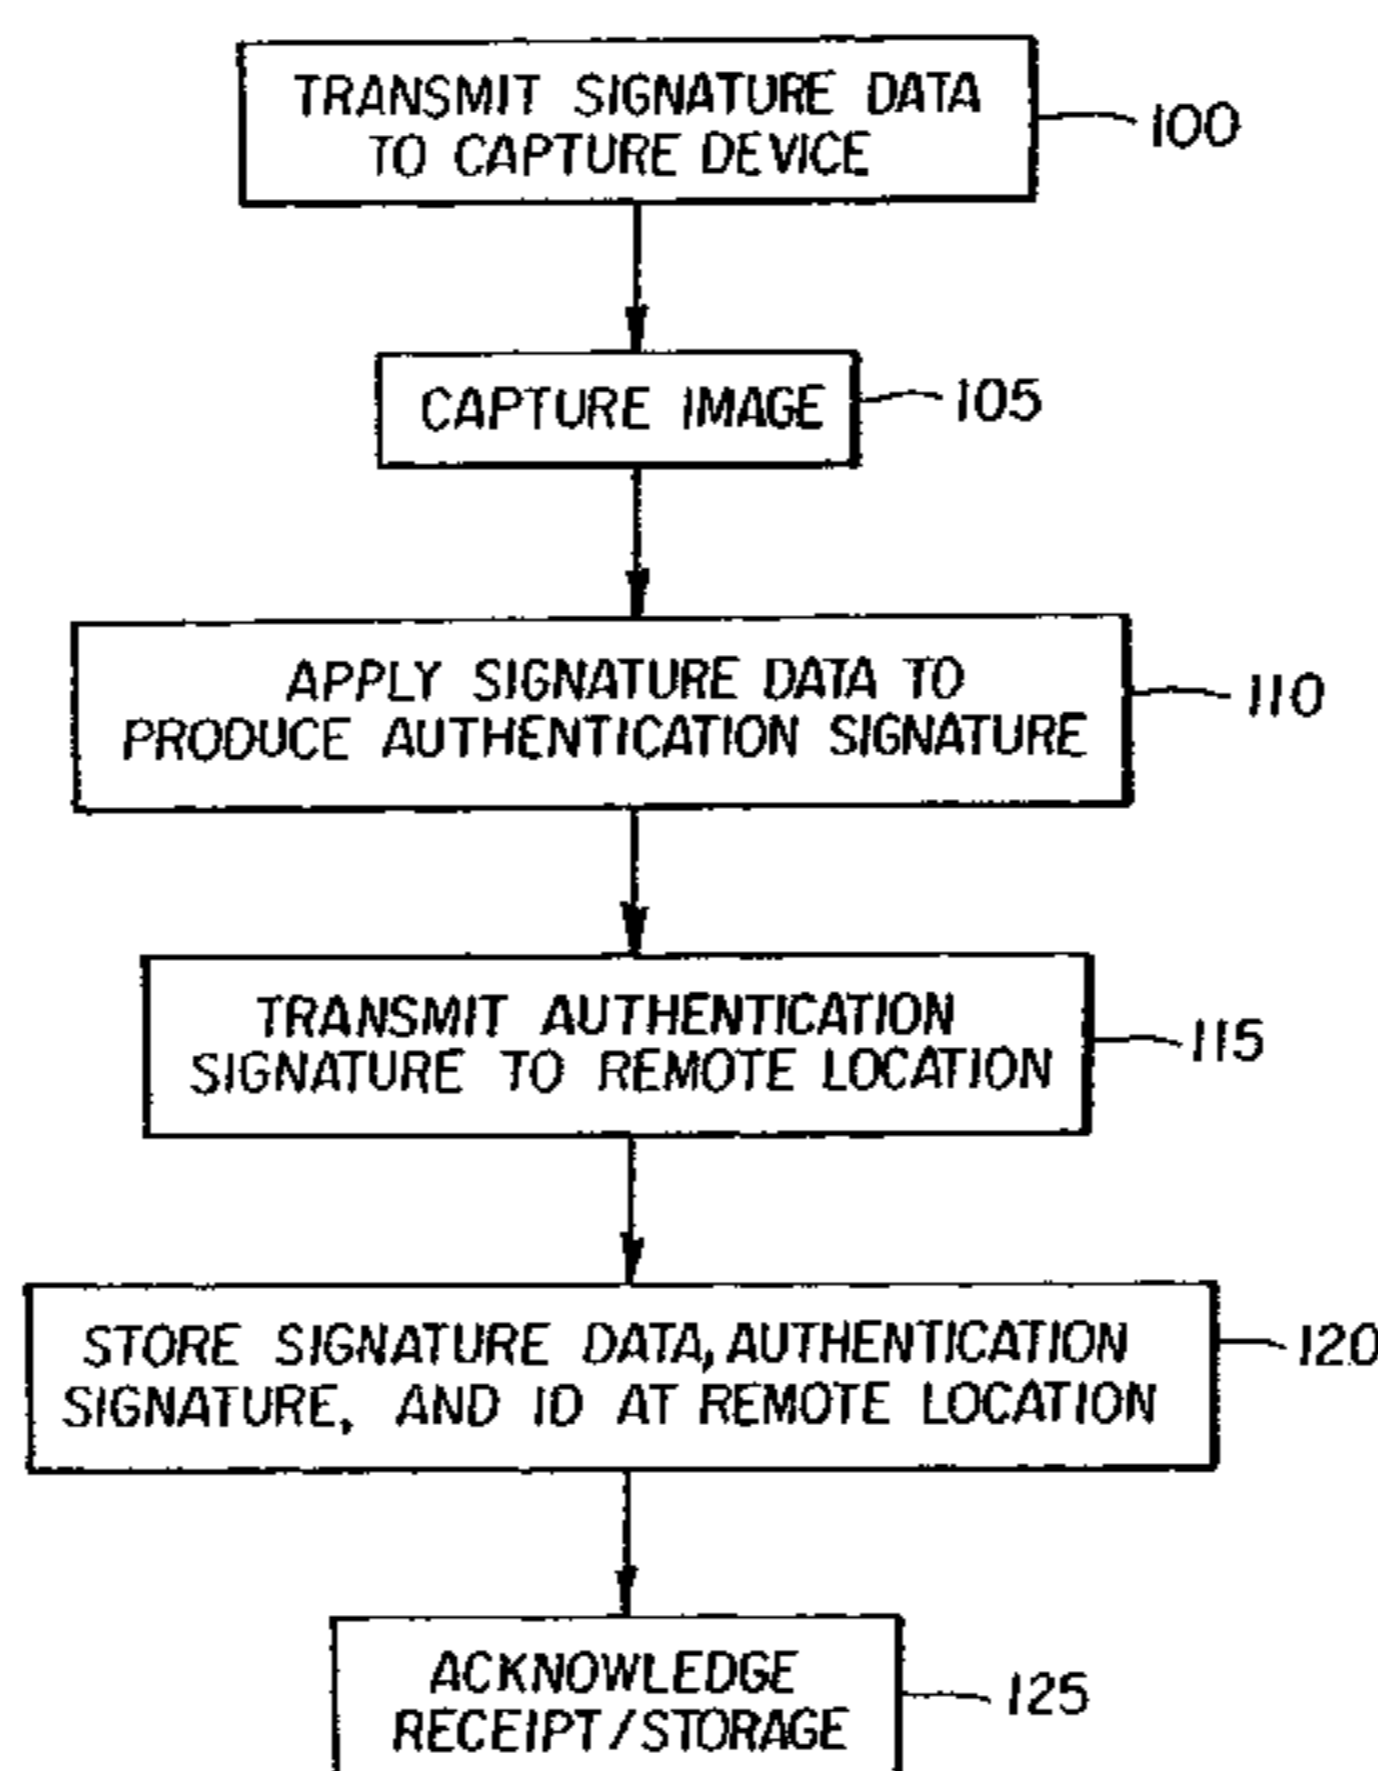 TRANSMIT SIGNATURE DATA
TO CAPTURE DEVICE
100
CAPTURE IMAGE
105
APPLY SIGNATURE DATA TO
PRODUCE AUTHENTICATION SIGNATURE
110
TRANSMIT AUTHENTICATION
SIGNATURE TO REMOTE LOCATION
115
STORE SIGNATURE DATA, AUTHENTICATION
SIGNATURE, AND ID AT REMOTE LOCATION
120
ACKNOWLEDGE
RECEIPT/STORAGE
125